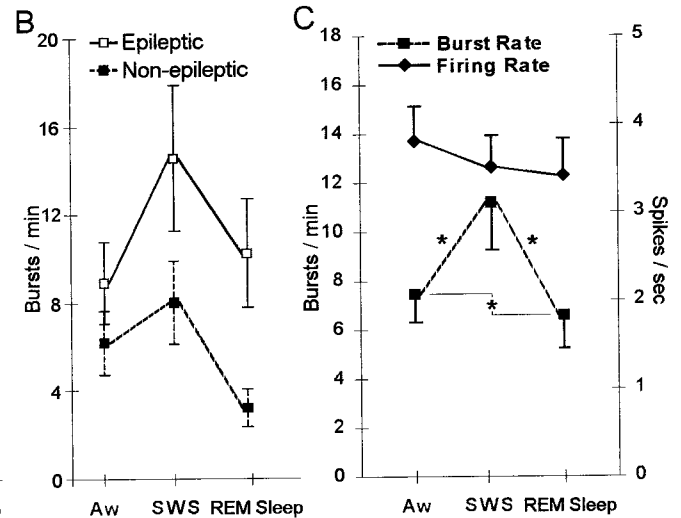 B
Epileptic
Non-epileptic
20
16
12
8
4
0
Bursts / min
Aw SWS REM Sleep
C
Burst Rate
Firing Rate
18
16
14
12
10
8
6
4
2
0
Bursts / min
*
*
*
5
4
3
2
1
0
Spikes / sec
Aw SWS REM Sleep